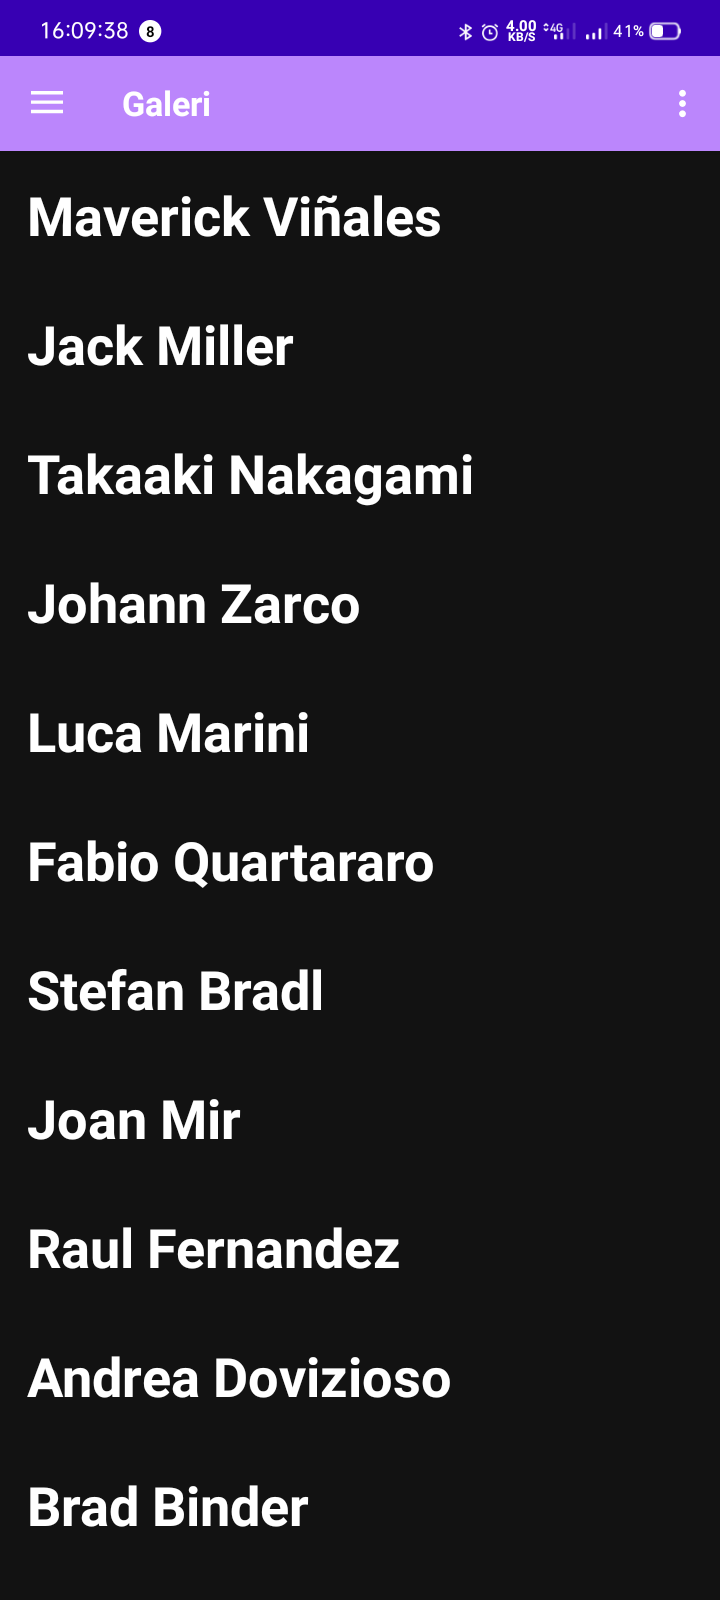 16:09:38 8 4.00 KB/S 4G 41%
Galeri
Maverick Viñales
Jack Miller
Takaaki Nakagami
Johann Zarco
Luca Marini
Fabio Quartararo
Stefan Bradl
Joan Mir
Raul Fernandez
Andrea Dovizioso
Brad Binder